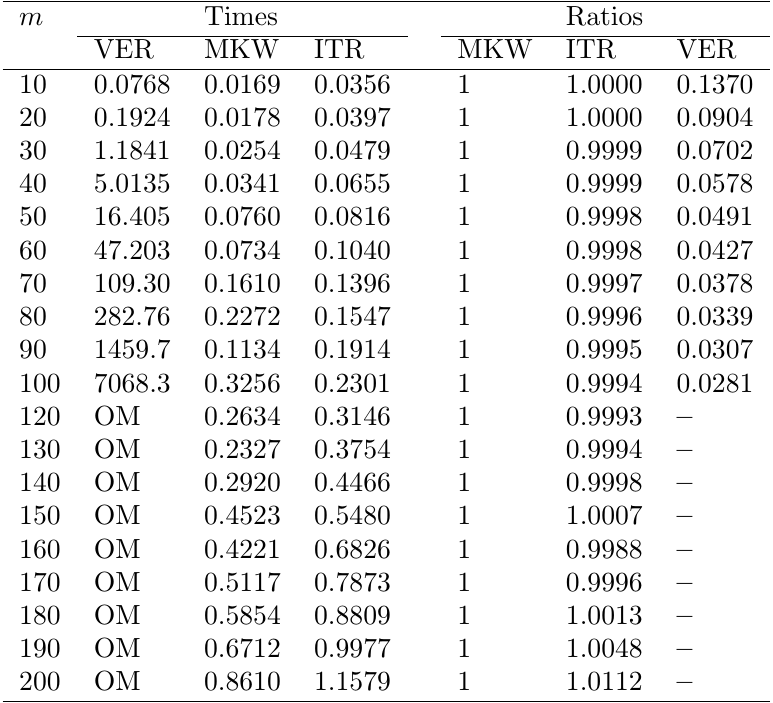 m Times Ratios
VER MKW ITR MKW ITR VER
10 0.0768 0.0169 0.0356 1 1.0000 0.1370
20 0.1924 0.0178 0.0397 1 1.0000 0.0904
30 1.1841 0.0254 0.0479 1 0.9999 0.0702
40 5.0135 0.0341 0.0655 1 0.9999 0.0578
50 16.405 0.0760 0.0816 1 0.9998 0.0491
60 47.203 0.0734 0.1040 1 0.9998 0.0427
70 109.30 0.1610 0.1396 1 0.9997 0.0378
80 282.76 0.2272 0.1547 1 0.9996 0.0339
90 1459.7 0.1134 0.1914 1 0.9995 0.0307
100 7068.3 0.3256 0.2301 1 0.9994 0.0281
120 OM 0.2634 0.3146 1 0.9993 –
130 OM 0.2327 0.3754 1 0.9994 –
140 OM 0.2920 0.4466 1 0.9998 –
150 OM 0.4523 0.5480 1 1.0007 –
160 OM 0.4221 0.6826 1 0.9988 –
170 OM 0.5117 0.7873 1 0.9996 –
180 OM 0.5854 0.8809 1 1.0013 –
190 OM 0.6712 0.9977 1 1.0048 –
200 OM 0.8610 1.1579 1 1.0112 –